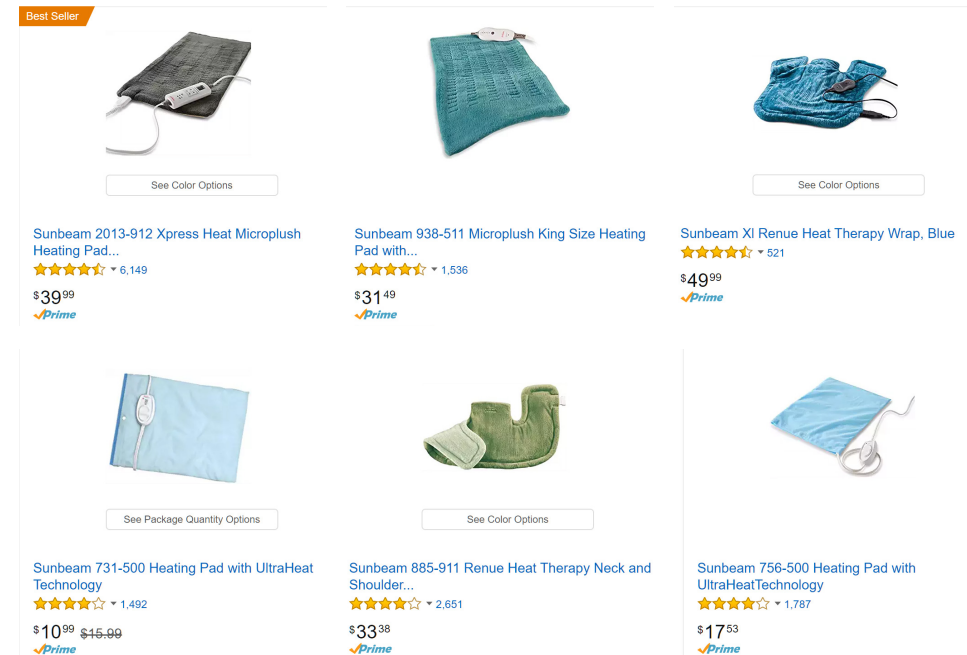 Best Seller
See Color Options
See Color Options
Sunbeam 2013-912 Xpress Heat Microplush
Heating Pad...
6,149
$39.99
Prime
Sunbeam 938-511 Microplush King Size Heating
Pad with...
1,536
$31.49
Prime
Sunbeam Xl Renue Heat Therapy Wrap, Blue
521
$49.99
Prime
See Package Quantity Options
See Color Options
Sunbeam 731-500 Heating Pad with UltraHeat
Technology
1,492
$10.99 $15.99
Prime
Sunbeam 885-911 Renue Heat Therapy Neck and
Shoulder...
2,651
$33.38
Prime
Sunbeam 756-500 Heating Pad with
UltraHeatTechnology
1,787
$17.53
Prime